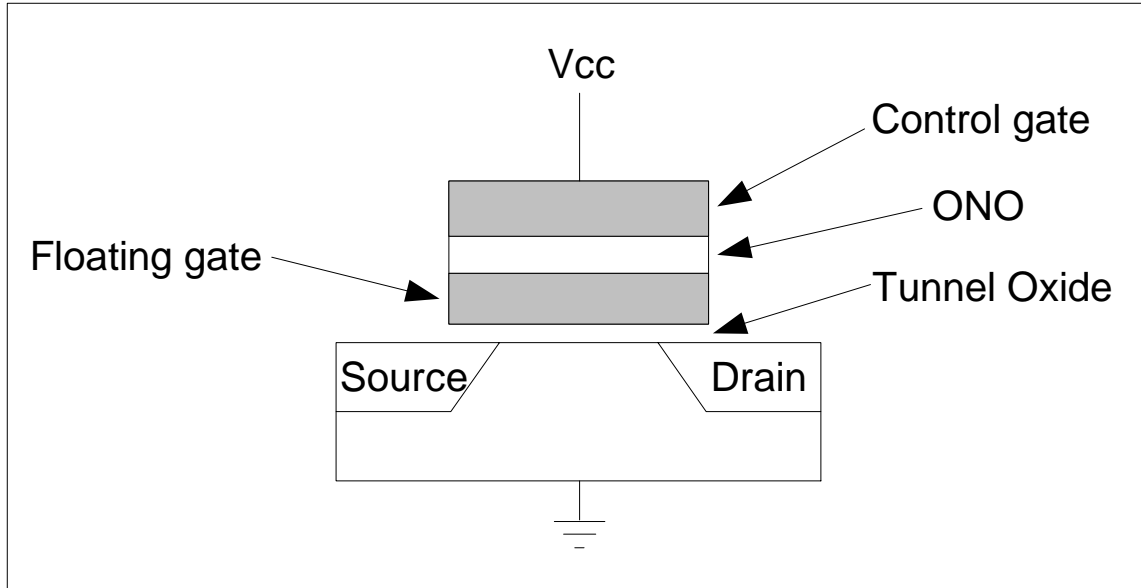 Vcc
Control gate
ONO
Floating gate
Tunnel Oxide
Source
Drain